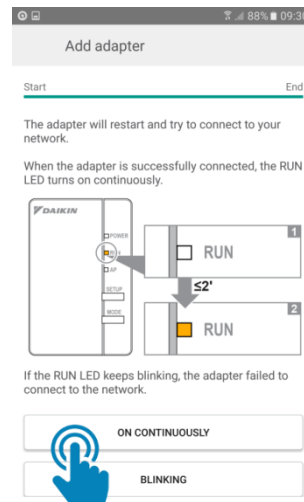 88% 09:30
Add adapter
Start End
The adapter will restart and try to connect to your
network.
When the adapter is successfully connected, the RUN
LED turns on continuously.
DAIKIN
POWER
AP
SETUP
MODE
1
RUN
≤2'
2
RUN
If the RUN LED keeps blinking, the adapter failed to
connect to the network.
ON CONTINUOUSLY
BLINKING